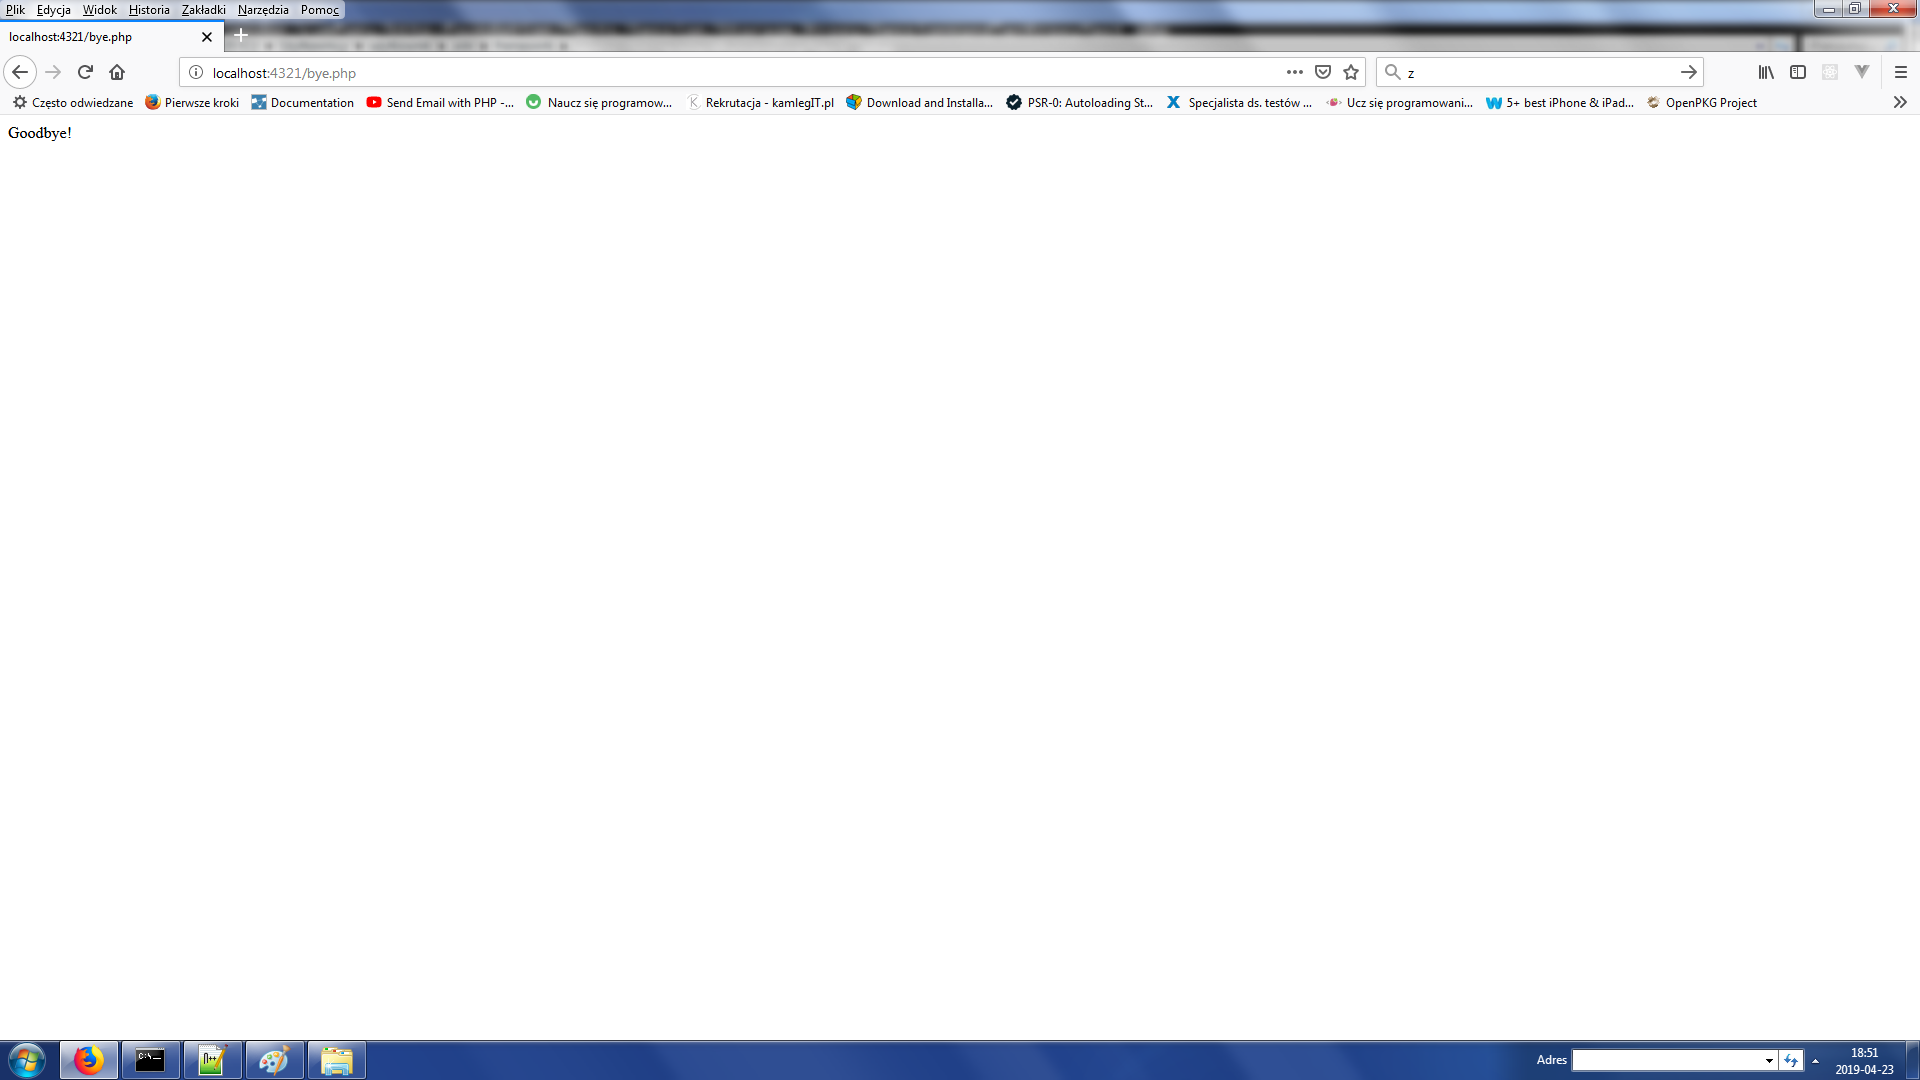 Plik Edycja Widok Historia Zakładki Narzędzia Pomoc
localhost:4321/bye.php
localhost:4321/bye.php z
Często odwiedzane Pierwsze kroki Documentation Send Email with PHP -... Naucz się programow... Rekrutacja - kamlegIT.pl Download and Installa... PSR-0: Autoloading St... Specjalista ds. testów ... Ucz się programowani... 5+ best iPhone & iPad... OpenPKG Project
Goodbye!
Adres
18:51
2019-04-23